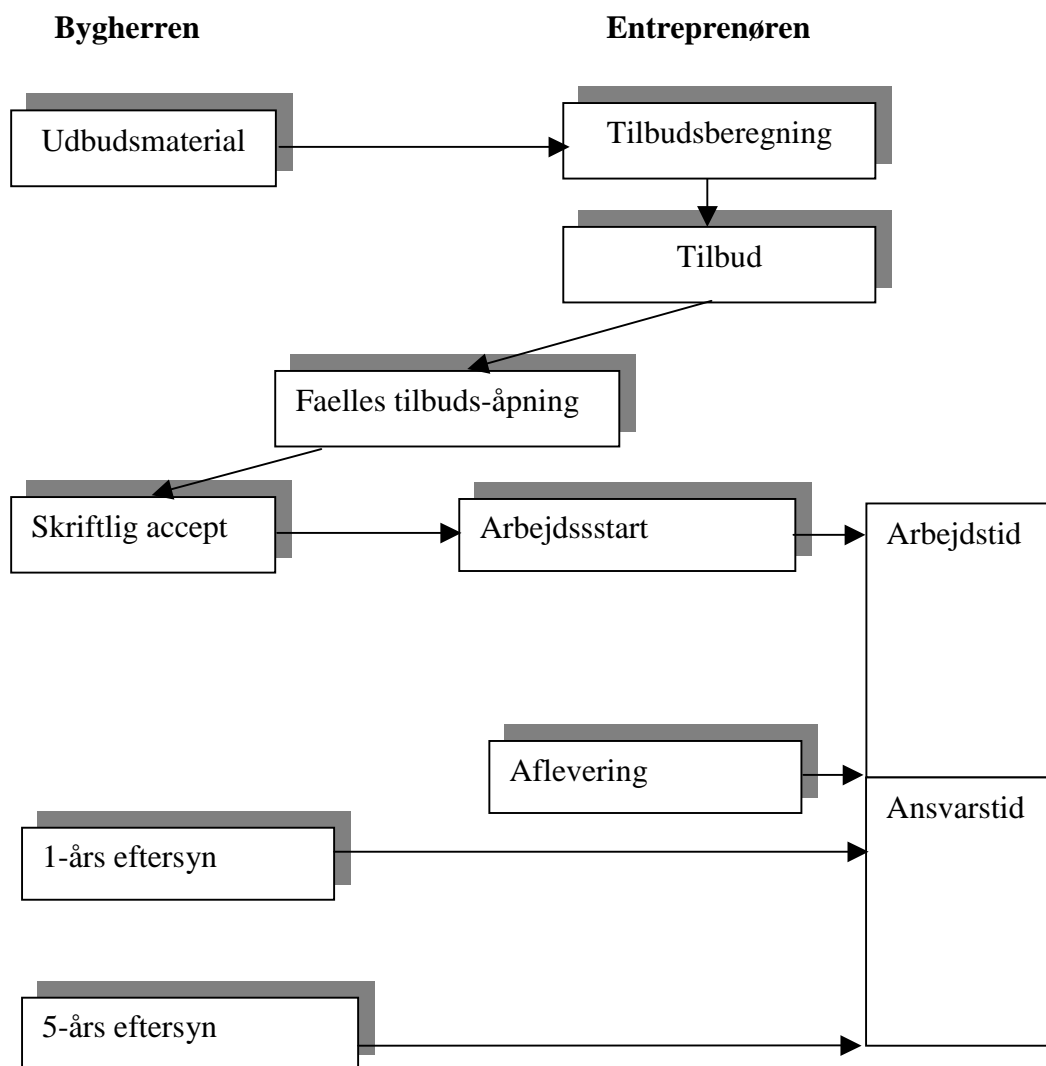 Bygherren
Entreprenøren
Udbudsmaterial
Tilbudsberegning
Tilbud
Faelles tilbuds-åpning
Skriftlig accept
Arbejdssstart
Arbejdstid
Aflevering
Ansvarstid
1-års eftersyn
5-års eftersyn